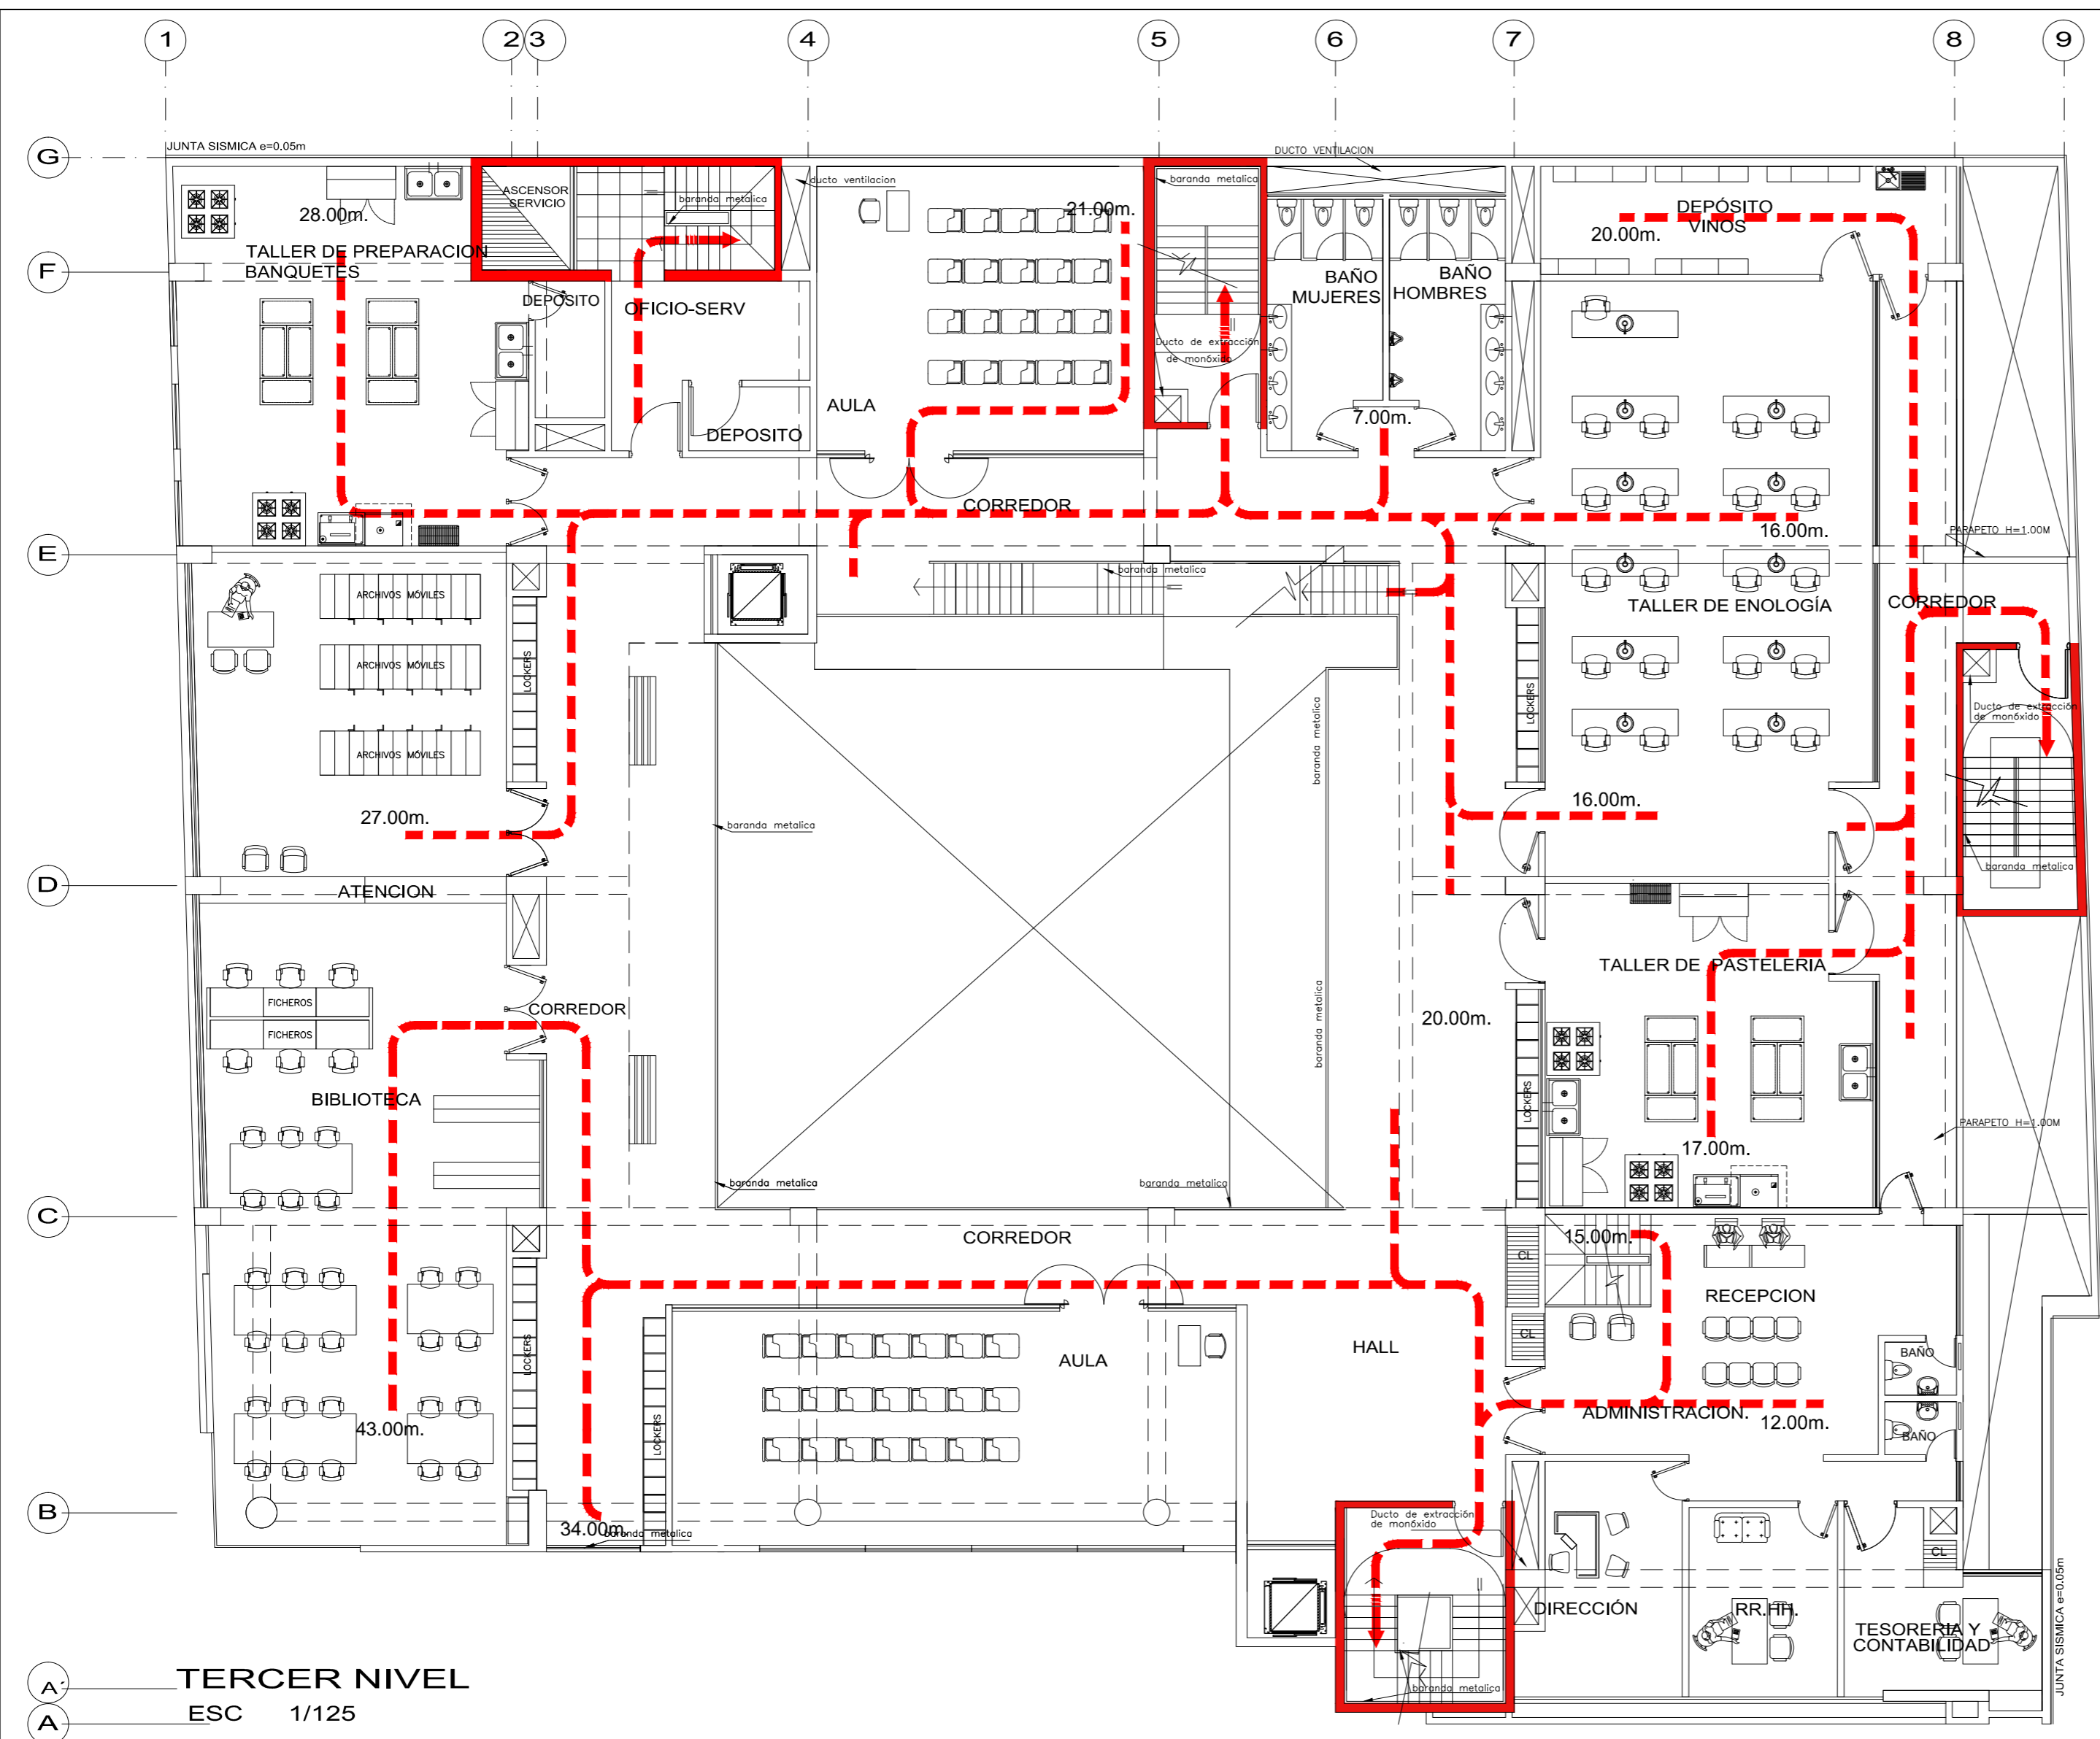 1 2 3 4 5 6 7 8 9
G
JUNTA SISMICA e=0.05m
DUCTO VENTILACION
ASCENSOR
SERVICIO
baranda metalica
ducto ventilacion
baranda metalica
28.00m.
21.00m.
DEPÓSITO
VINOS
20.00m.
TALLER DE PREPARACION
BANQUETES
F
DEPOSITO
OFICIO-SERV
BAÑO
MUJERES
BAÑO
HOMBRES
Ducto de extracción
de monóxido
AULA
DEPOSITO
7.00m.
CORREDOR
16.00m.
PARAPETO H=1.00M
E
baranda metalica
ARCHIVOS MÓVILES
TALLER DE ENOLOGÍA
CORREDOR
ARCHIVOS MÓVILES
LOCKERS
LOCKERS
baranda metalica
Ducto de extracción
de monóxido
ARCHIVOS MÓVILES
16.00m.
27.00m.
baranda metalica
baranda metalica
D
ATENCION
TALLER DE PASTELERIA
FICHEROS
FICHEROS
CORREDOR
baranda metalica
20.00m.
LOCKERS
BIBLIOTECA
17.00m.
PARAPETO H=1.00M
baranda metalica
baranda metalica
C
CORREDOR
15.00m.
CL
RECEPCION
CL
HALL
AULA
BAÑO
LOCKERS
LOCKERS
43.00m.
ADMINISTRACION.
12.00m.
BAÑO
B
34.00m.
baranda metalica
Ducto de extracción
de monóxido
CL
DIRECCIÓN
RR.HH.
TESORERIA Y
CONTABILIDAD
JUNTA SISMICA e=0.05m
baranda metalica
A'
TERCER NIVEL
A
ESC 1/125